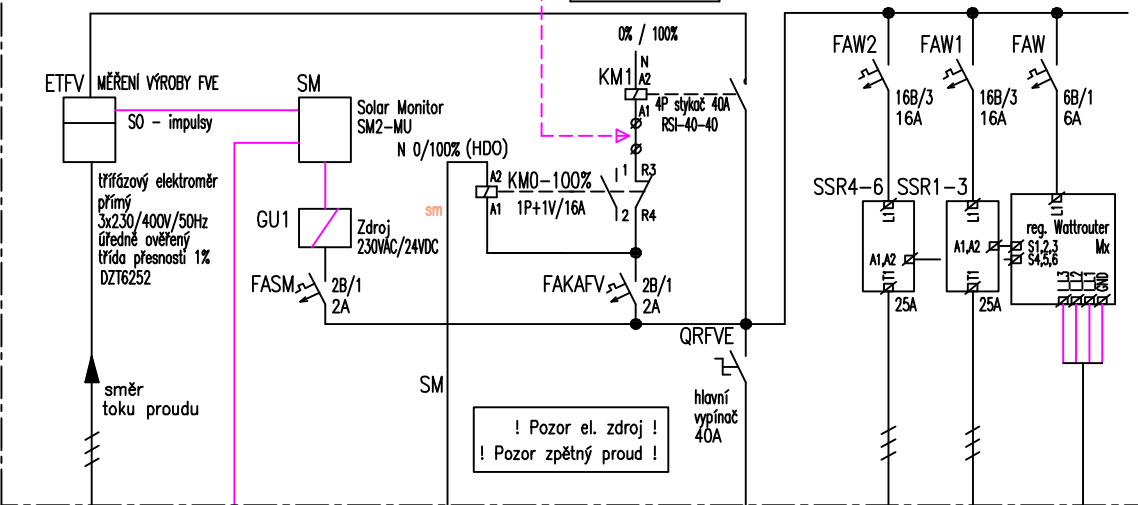 0% / 100%
N
KM1
A2
A1
4P stykač 40A
RSI-40-40
ETFV
MĚŘENÍ VÝROBY FVE
SO - impulsy
SM
Solar Monitor
SM2-MU
N 0/100% (HDO)
třífázový elektroměr
přímý
3x230/400V/50Hz
úředně ověřený
třída přesnosti 1%
DZT6252
sm
A2
A1
KM0-100%
1P+1V/16A
1
2
R3
R4
GU1
Zdroj
230VAC/24VDC
FASM
2B/1
2A
FAKAFV
2B/1
2A
QRFVE
hlavní
vypínač
40A
směr
toku proudu
SM
! Pozor el. zdroj !
! Pozor zpětný proud !
FAW2
16B/3
16A
FAW1
16B/3
16A
FAW
6B/1
6A
SSR4-6
L1
A1,A2
T1
25A
SSR1-3
L1
A1,A2
T1
25A
L1
reg. Wattrouter
Mx
S1,2,3
S4,5,6
L3
L2
L1
GND